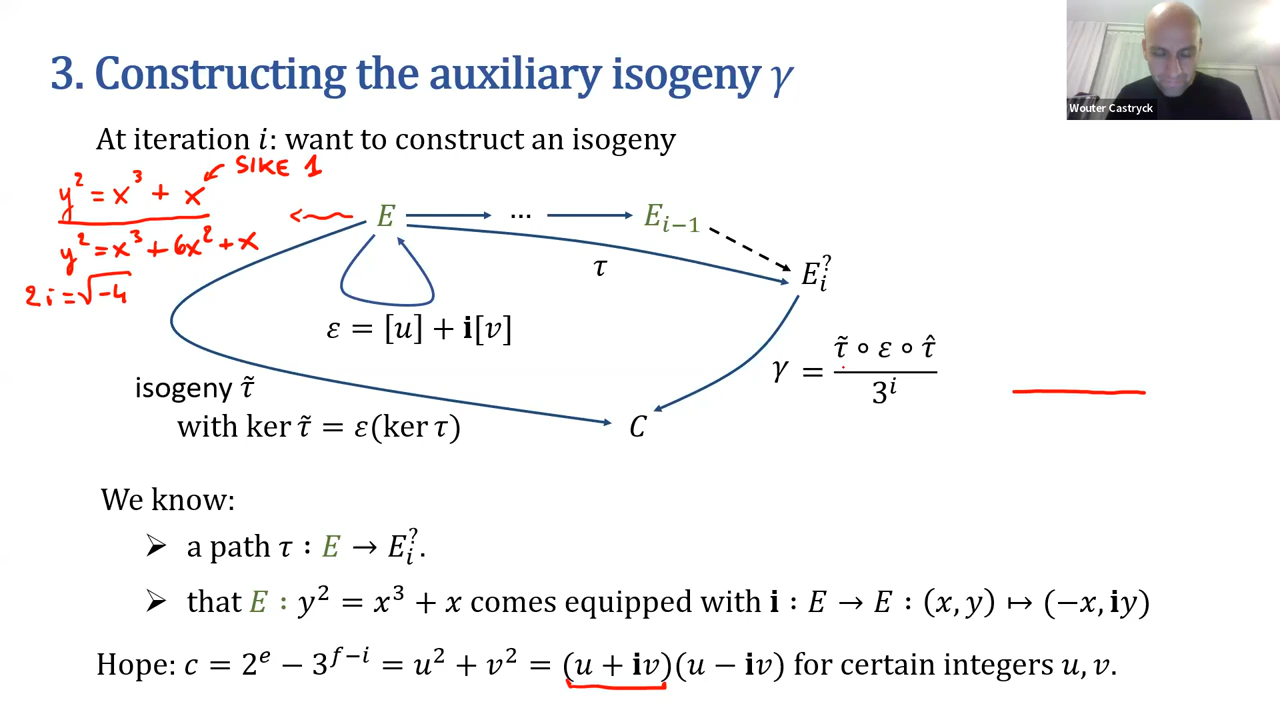 Wouter Castryck
3. Constructing the auxiliary isogeny γ
At iteration i: want to construct an isogeny
SIKE 1
y² = x³ + x
y² = x³ + 6x² + x
2i = √-4
E
...
E_{i−1}
τ
E_i^?
ε = [u] + i[v]
γ = (τ̃ ∘ ε ∘ τ̂) / 3^i
isogeny τ̃
with ker τ̃ = ε(ker τ)
C
We know:
➢ a path τ : E → E_i^?.
➢ that E : y² = x³ + x comes equipped with i : E → E : (x, y) ↦ (−x, iy)
Hope: c = 2^e − 3^{f−i} = u² + v² = (u + iv)(u − iv) for certain integers u, v.